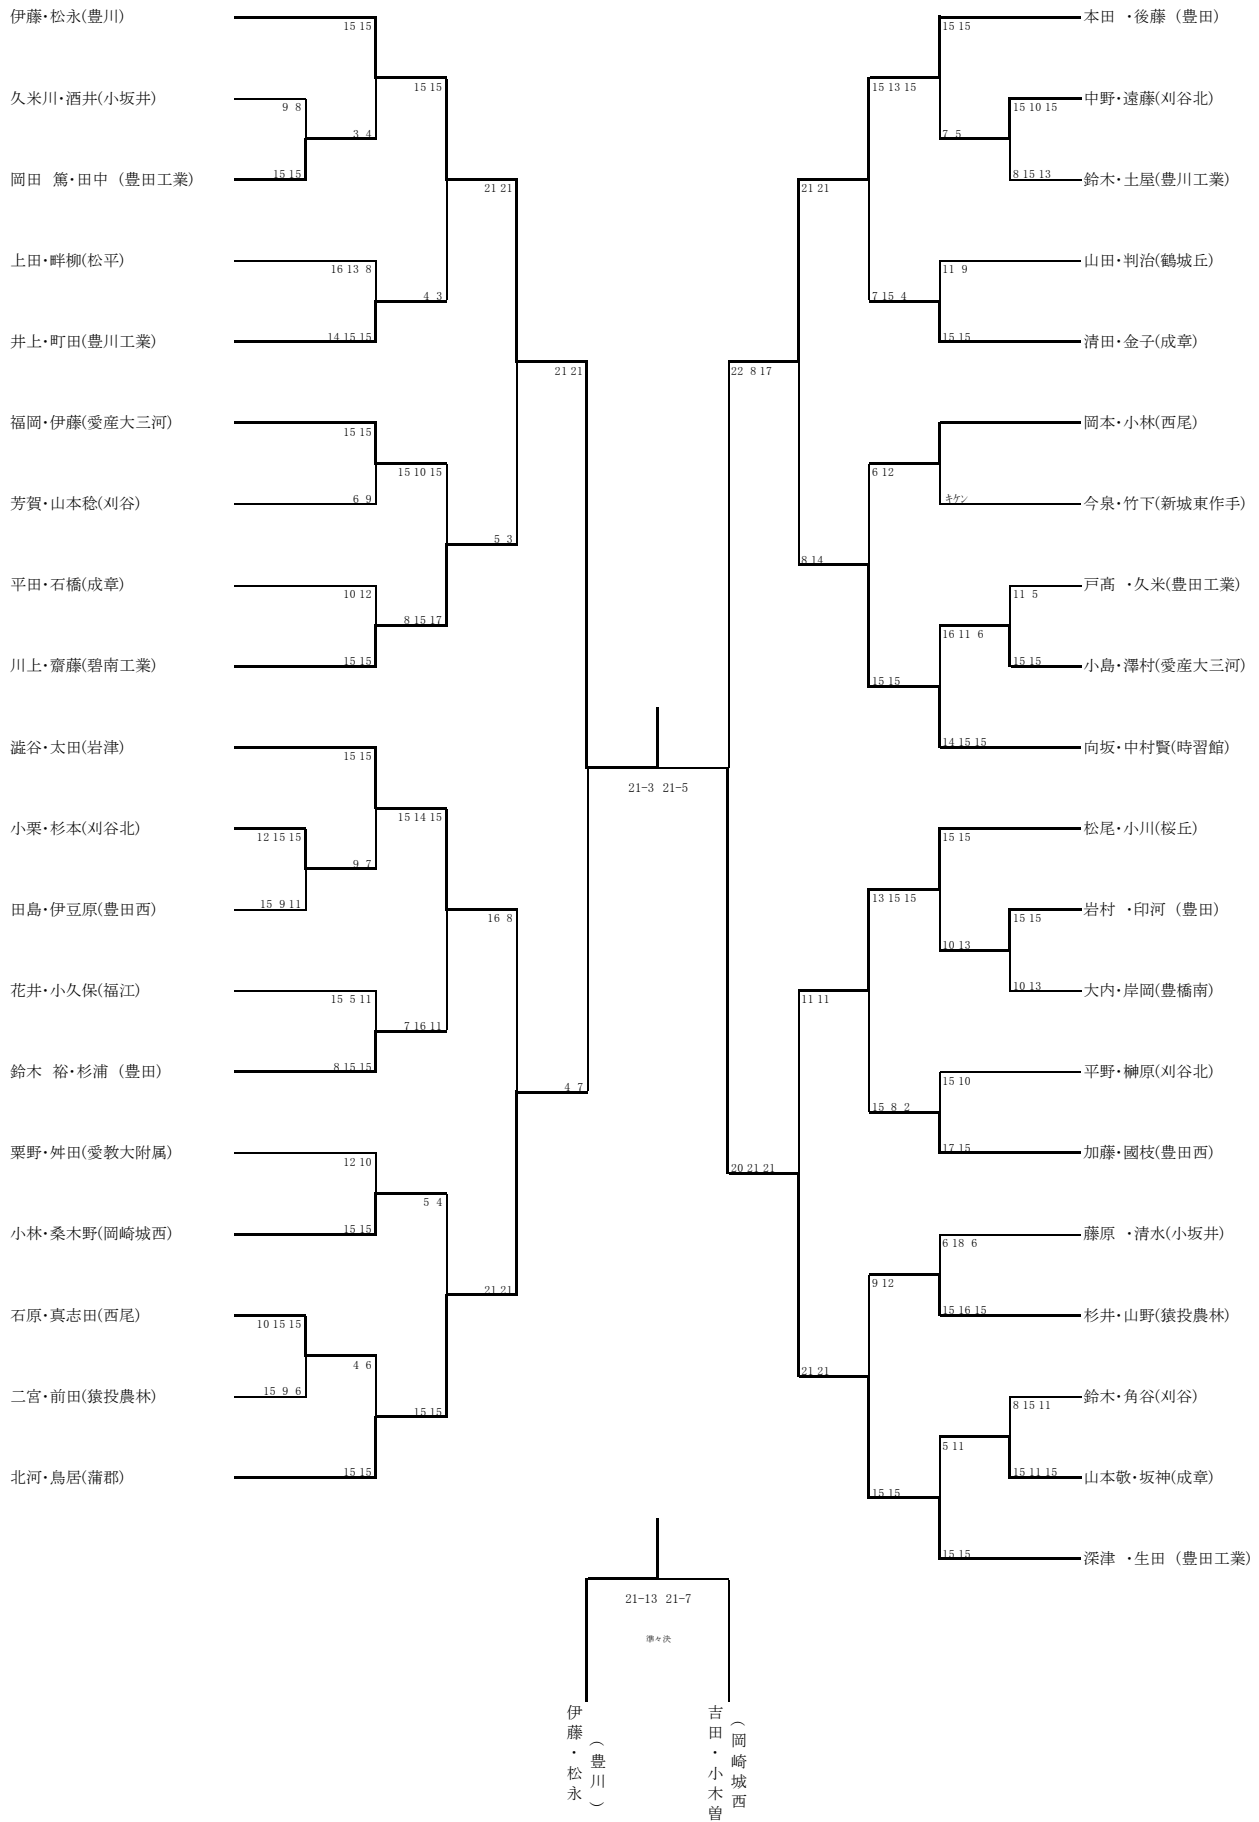 伊藤・松永(豊川)
15 15
15 15
久米川・酒井(小坂井)
9 8
3 4
岡田 篤・田中 (豊田工業)
15 15
21 21
上田・畔柳(松平)
16 13 8
4 3
井上・町田(豊川工業)
14 15 15
21 21
福岡・伊藤(愛産大三河)
15 15
15 10 15
芳賀・山本稔(刈谷)
6 9
5 3
平田・石橋(成章)
10 12
8 15 17
川上・齋藤(碧南工業)
15 15
澁谷・太田(岩津)
15 15
15 14 15
小栗・杉本(刈谷北)
12 15 15
9 7
田島・伊豆原(豊田西)
15 9 11
16 8
花井・小久保(福江)
15 5 11
7 16 11
鈴木 裕・杉浦 (豊田)
8 15 15
4 7
粟野・舛田(愛教大附属)
12 10
5 4
小林・桑木野(岡崎城西)
15 15
21 21
石原・真志田(西尾)
10 15 15
4 6
二宮・前田(猿投農林)
15 9 6
15 15
北河・鳥居(蒲郡)
15 15
21-3 21-5
本田 ・後藤 (豊田)
15 15
15 13 15
中野・遠藤(刈谷北)
15 10 15
7 5
鈴木・土屋(豊川工業)
8 15 13
21 21
山田・判治(鶴城丘)
11 9
7 15 4
清田・金子(成章)
15 15
22 8 17
岡本・小林(西尾)
6 12
今泉・竹下(新城東作手)
キケン
8 14
戸髙 ・久米(豊田工業)
11 5
16 11 6
小島・澤村(愛産大三河)
15 15
15 15
向坂・中村賢(時習館)
14 15 15
松尾・小川(桜丘)
15 15
13 15 15
岩村 ・印河 (豊田)
15 15
10 13
大内・岸岡(豊橋南)
10 13
11 11
平野・榊原(刈谷北)
15 10
15 8 2
加藤・國枝(豊田西)
17 15
20 21 21
藤原 ・清水(小坂井)
6 18 6
9 12
杉井・山野(猿投農林)
15 16 15
21 21
鈴木・角谷(刈谷)
8 15 11
5 11
山本敬・坂神(成章)
15 11 15
15 15
深津 ・生田 (豊田工業)
15 15
21-13 21-7
準々決
伊藤・松永
(豊川)
吉田・小木曽
(岡崎城西